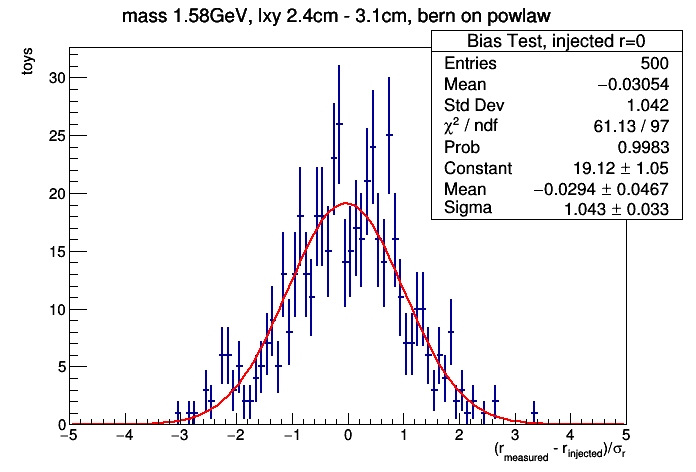 mass 1.58GeV, lxy 2.4cm - 3.1cm, bern on powlaw
toys
Bias Test, injected r=0
Entries 500
Mean −0.03054
Std Dev 1.042
χ² / ndf 61.13 / 97
Prob 0.9983
Constant 19.12 ± 1.05
Mean −0.0294 ± 0.0467
Sigma 1.043 ± 0.033
30
25
20
15
10
5
0
−5 −4 −3 −2 −1 0 1 2 3 4 5
(r_measured - r_injected)/σ_r